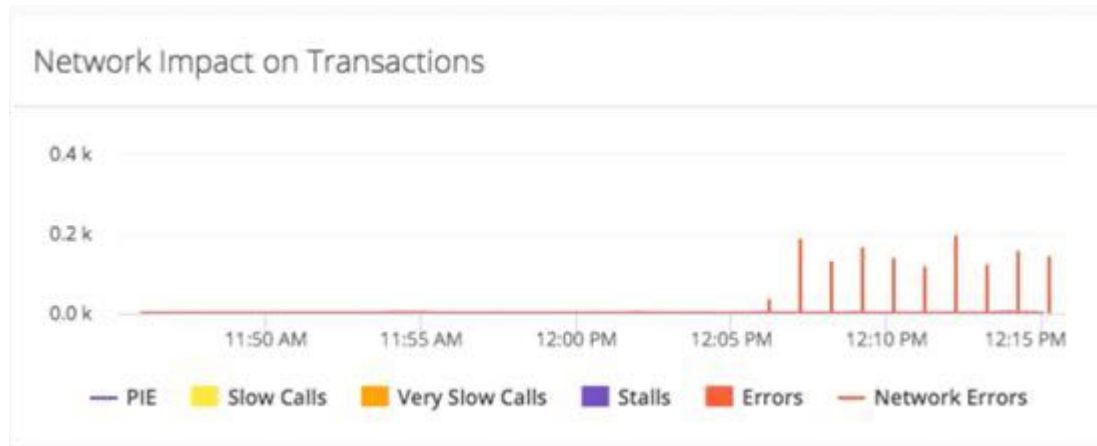 Network Impact on Transactions
0.4 k
0.2 k
0.0 k
11:50 AM 11:55 AM 12:00 PM 12:05 PM 12:10 PM 12:15 PM
PIE Slow Calls Very Slow Calls Stalls Errors Network Errors